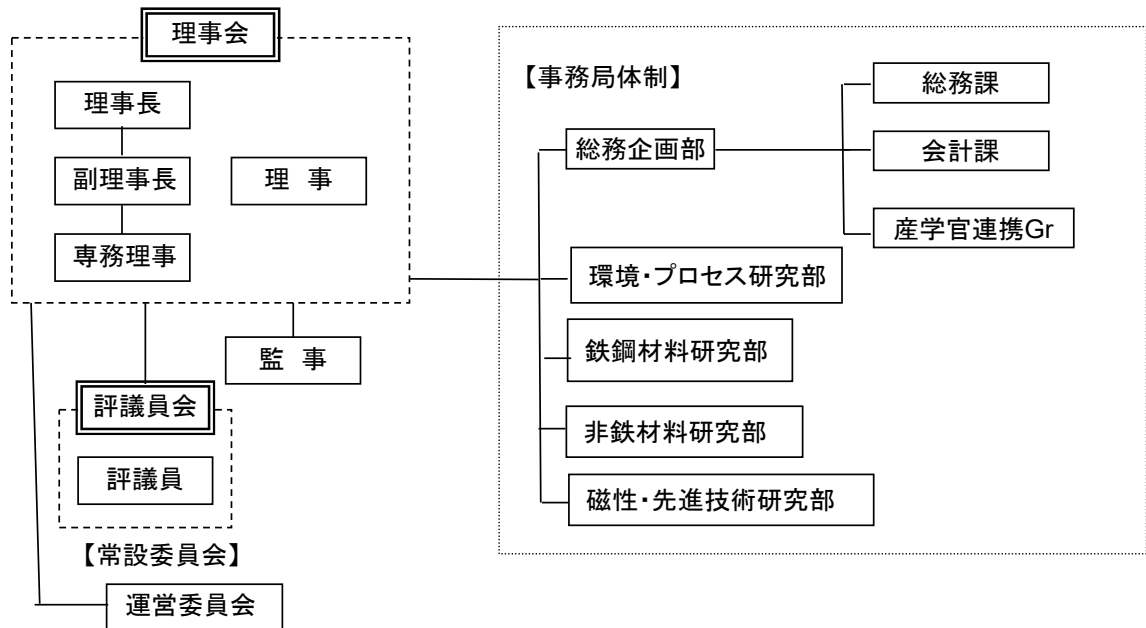 理事会
理事長
副理事長
理 事
専務理事
監 事
評議員会
評議員
【常設委員会】
運営委員会
【事務局体制】
総務企画部
総務課
会計課
産学官連携Gr
環境・プロセス研究部
鉄鋼材料研究部
非鉄材料研究部
磁性・先進技術研究部